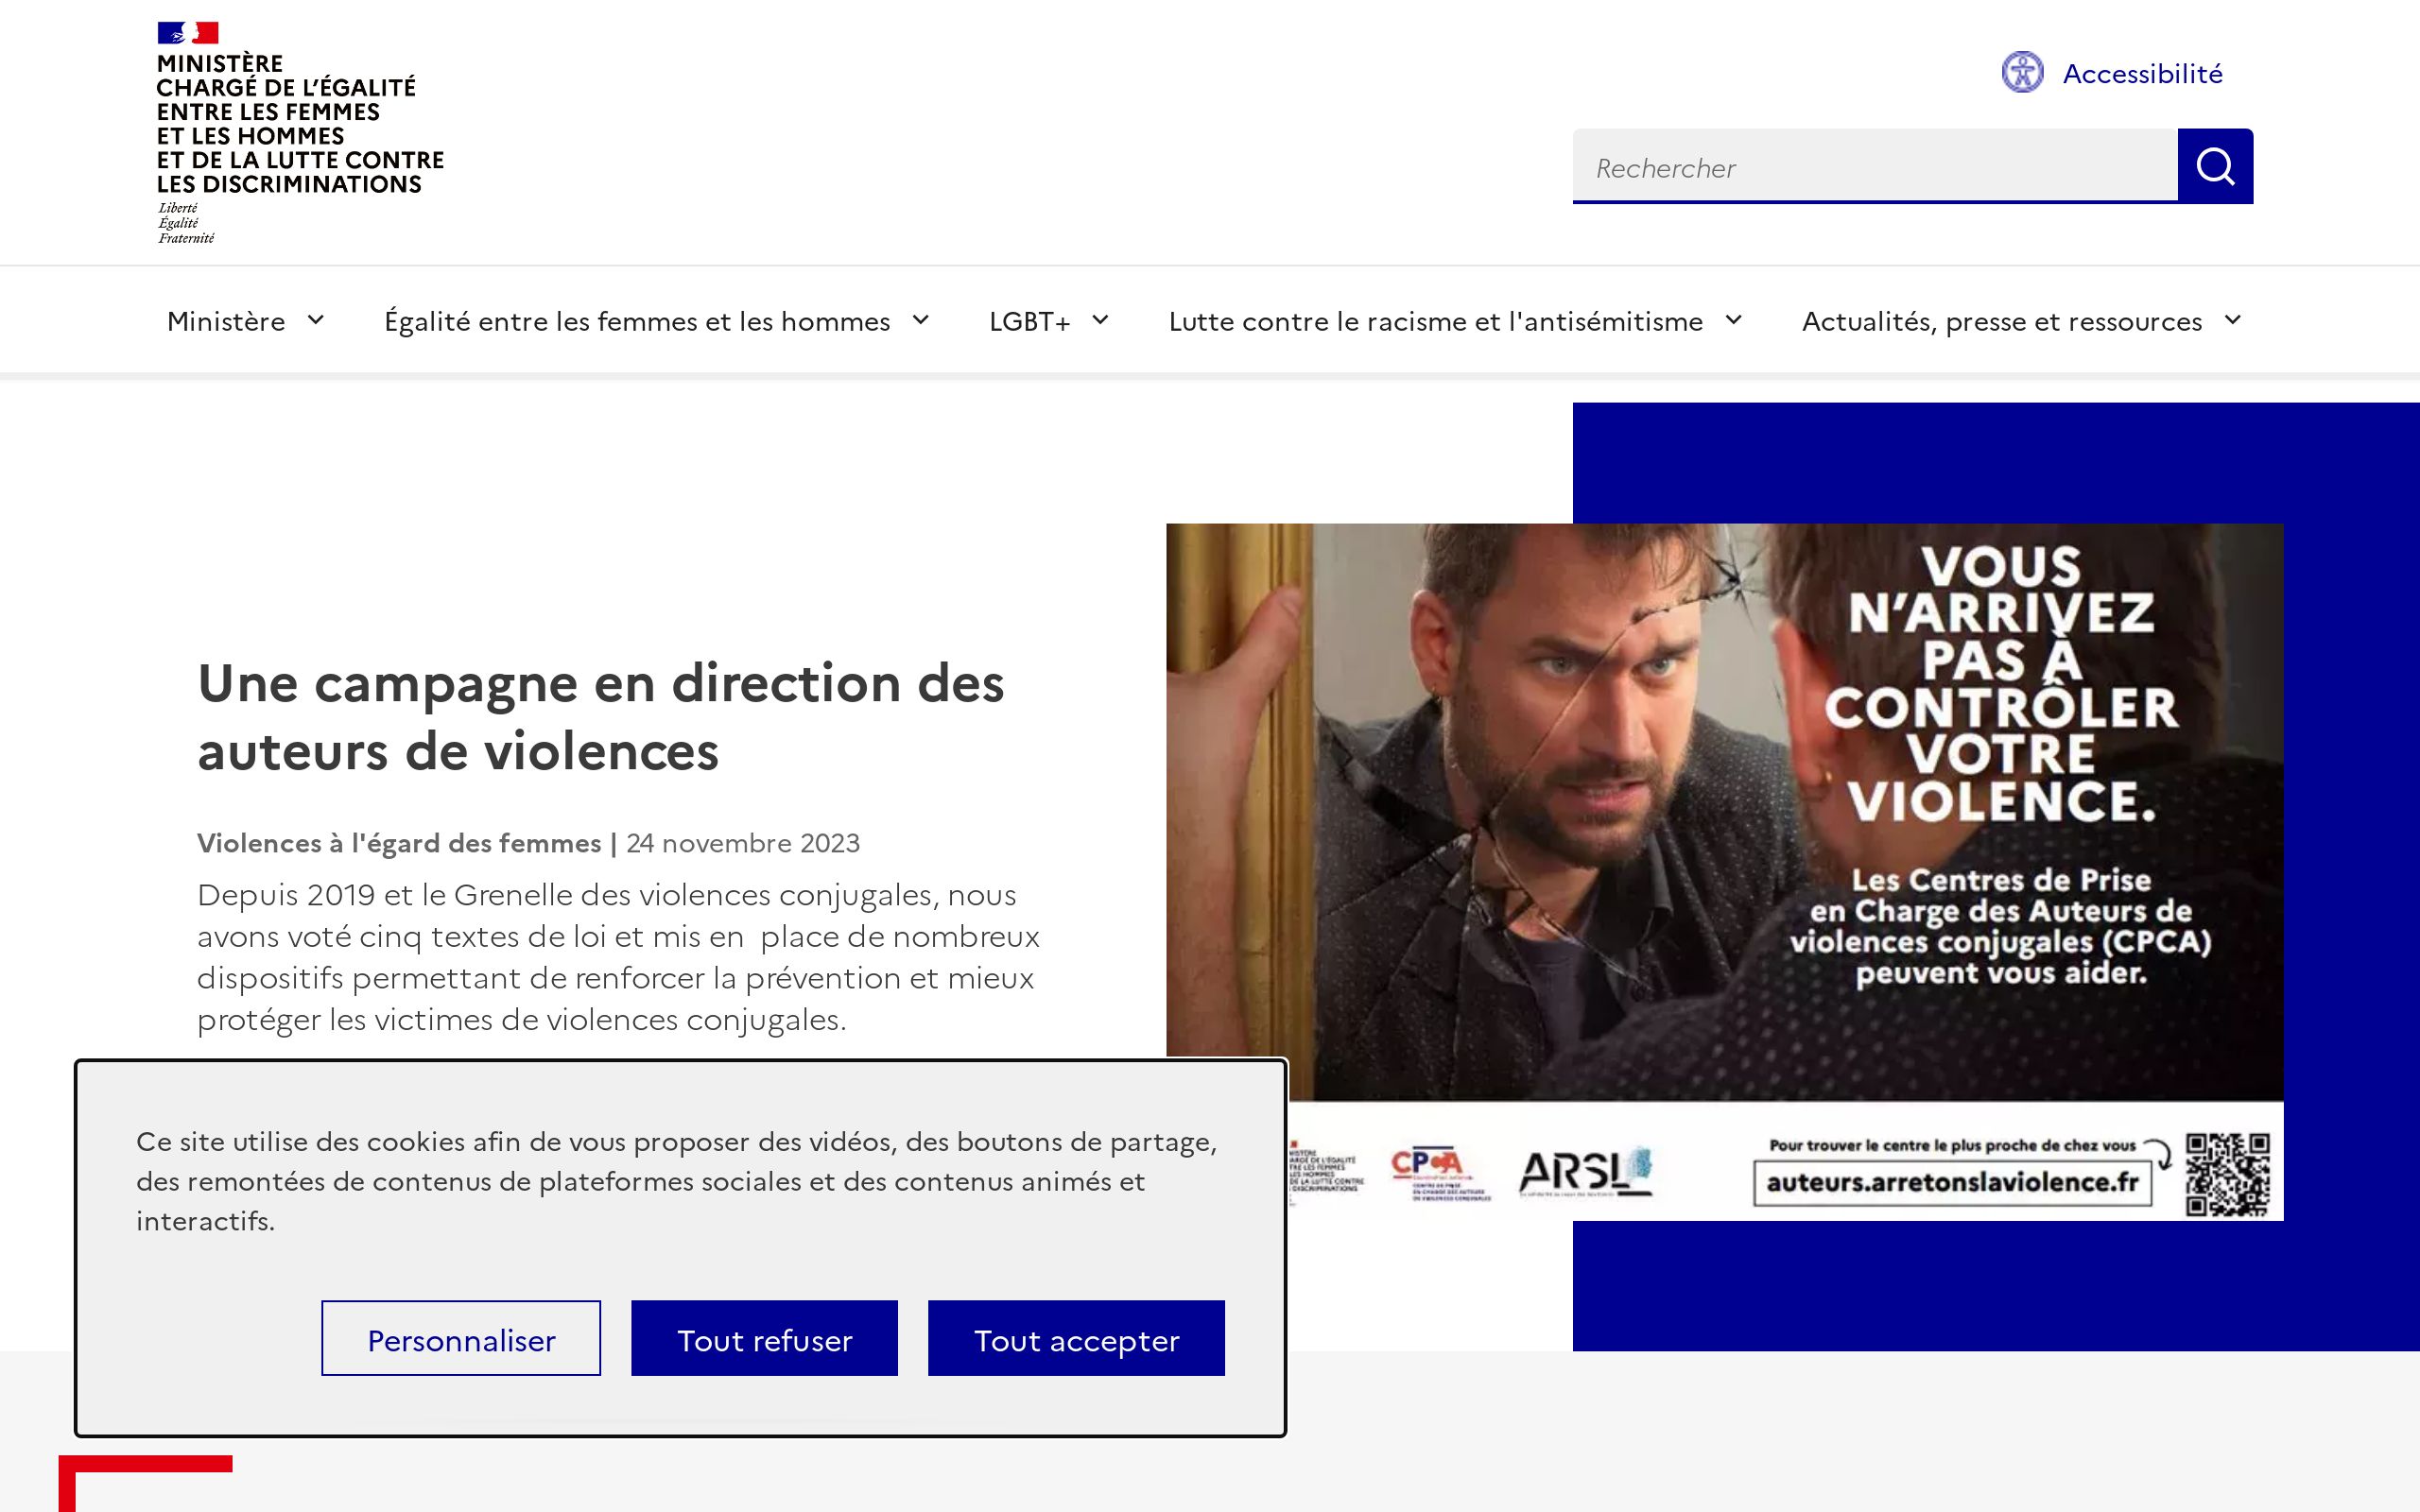 MINISTÈRE
CHARGÉ DE L'ÉGALITÉ
ENTRE LES FEMMES
ET LES HOMMES
ET DE LA LUTTE CONTRE
LES DISCRIMINATIONS
Liberté
Égalité
Fraternité
Accessibilité
Rechercher
Ministère
Égalité entre les femmes et les hommes
LGBT+
Lutte contre le racisme et l'antisémitisme
Actualités, presse et ressources
Une campagne en direction des
auteurs de violences
Violences à l'égard des femmes | 24 novembre 2023
Depuis 2019 et le Grenelle des violences conjugales, nous
avons voté cinq textes de loi et mis en  place de nombreux
dispositifs permettant de renforcer la prévention et mieux
protéger les victimes de violences conjugales.
VOUS
N'ARRIVEZ
PAS À
CONTRÔLER
VOTRE
VIOLENCE.
Les Centres de Prise
en Charge des Auteurs de
violences conjugales (CPCA)
peuvent vous aider.
CPCA
ARSL
Pour trouver le centre le plus proche de chez vous
auteurs.arretonslaviolence.fr
Ce site utilise des cookies afin de vous proposer des vidéos, des boutons de partage,
des remontées de contenus de plateformes sociales et des contenus animés et
interactifs.
Personnaliser
Tout refuser
Tout accepter